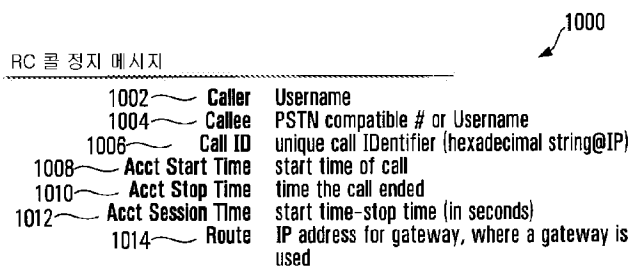 1000
RC 콜 정지 메시지
1002 Caller Username
1004 Callee PSTN compatible # or Username
1006 Call ID unique call IDentifier (hexadecimal string@IP)
1008 Acct Start Time start time of call
1010 Acct Stop Time time the call ended
1012 Acct Session Time start time-stop time (in seconds)
1014 Route IP address for gateway, where a gateway is
used